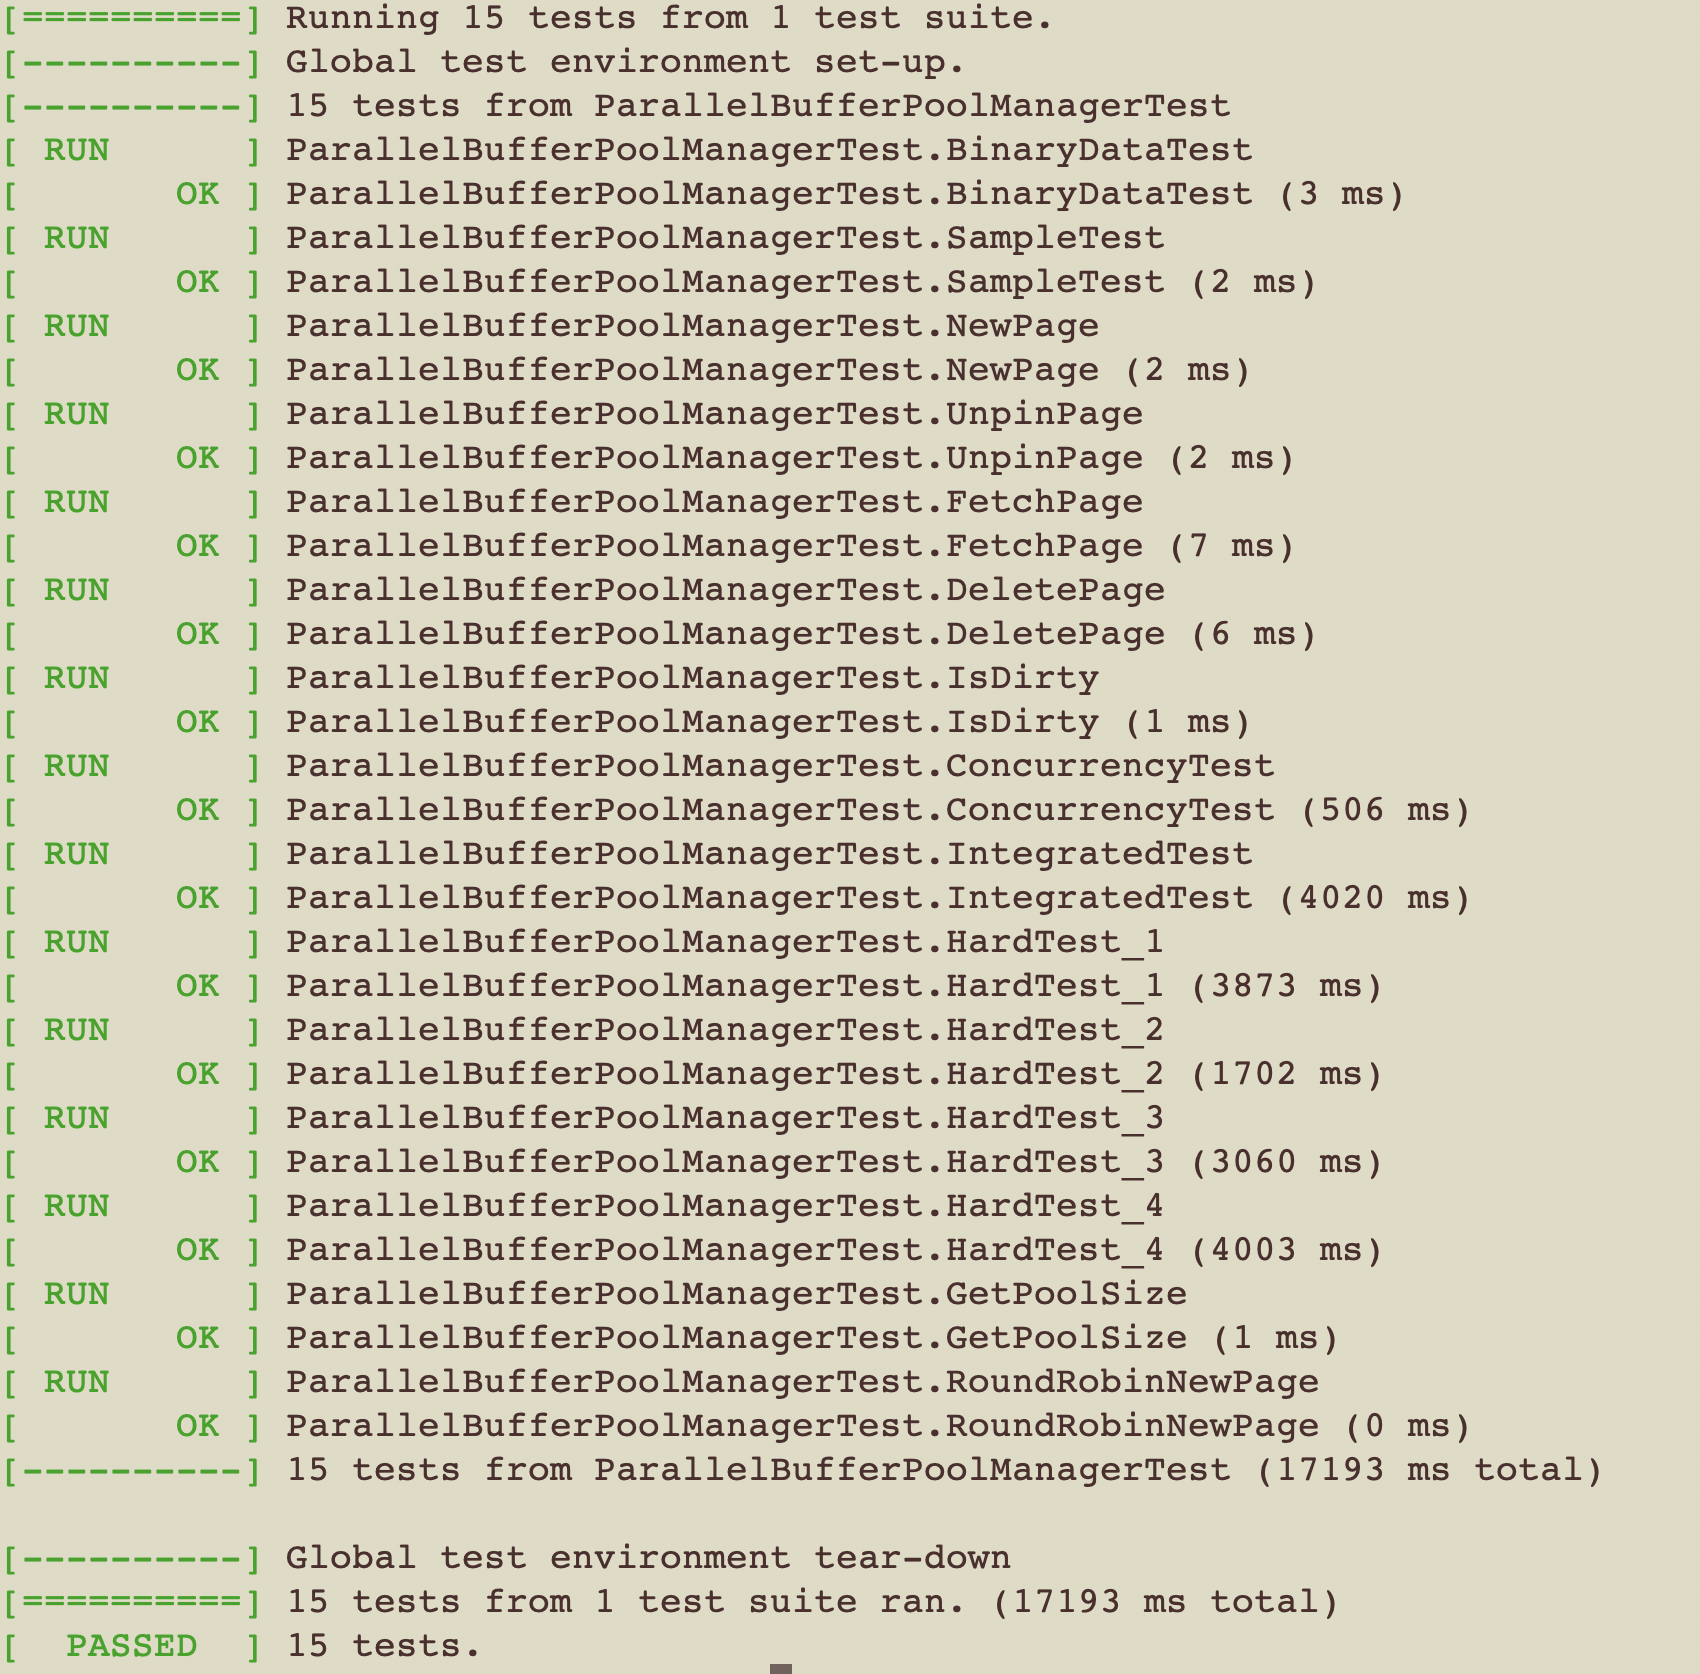 [==========] Running 15 tests from 1 test suite.
[----------] Global test environment set-up.
[----------] 15 tests from ParallelBufferPoolManagerTest
[ RUN      ] ParallelBufferPoolManagerTest.BinaryDataTest
[       OK ] ParallelBufferPoolManagerTest.BinaryDataTest (3 ms)
[ RUN      ] ParallelBufferPoolManagerTest.SampleTest
[       OK ] ParallelBufferPoolManagerTest.SampleTest (2 ms)
[ RUN      ] ParallelBufferPoolManagerTest.NewPage
[       OK ] ParallelBufferPoolManagerTest.NewPage (2 ms)
[ RUN      ] ParallelBufferPoolManagerTest.UnpinPage
[       OK ] ParallelBufferPoolManagerTest.UnpinPage (2 ms)
[ RUN      ] ParallelBufferPoolManagerTest.FetchPage
[       OK ] ParallelBufferPoolManagerTest.FetchPage (7 ms)
[ RUN      ] ParallelBufferPoolManagerTest.DeletePage
[       OK ] ParallelBufferPoolManagerTest.DeletePage (6 ms)
[ RUN      ] ParallelBufferPoolManagerTest.IsDirty
[       OK ] ParallelBufferPoolManagerTest.IsDirty (1 ms)
[ RUN      ] ParallelBufferPoolManagerTest.ConcurrencyTest
[       OK ] ParallelBufferPoolManagerTest.ConcurrencyTest (506 ms)
[ RUN      ] ParallelBufferPoolManagerTest.IntegratedTest
[       OK ] ParallelBufferPoolManagerTest.IntegratedTest (4020 ms)
[ RUN      ] ParallelBufferPoolManagerTest.HardTest_1
[       OK ] ParallelBufferPoolManagerTest.HardTest_1 (3873 ms)
[ RUN      ] ParallelBufferPoolManagerTest.HardTest_2
[       OK ] ParallelBufferPoolManagerTest.HardTest_2 (1702 ms)
[ RUN      ] ParallelBufferPoolManagerTest.HardTest_3
[       OK ] ParallelBufferPoolManagerTest.HardTest_3 (3060 ms)
[ RUN      ] ParallelBufferPoolManagerTest.HardTest_4
[       OK ] ParallelBufferPoolManagerTest.HardTest_4 (4003 ms)
[ RUN      ] ParallelBufferPoolManagerTest.GetPoolSize
[       OK ] ParallelBufferPoolManagerTest.GetPoolSize (1 ms)
[ RUN      ] ParallelBufferPoolManagerTest.RoundRobinNewPage
[       OK ] ParallelBufferPoolManagerTest.RoundRobinNewPage (0 ms)
[----------] 15 tests from ParallelBufferPoolManagerTest (17193 ms total)

[----------] Global test environment tear-down
[==========] 15 tests from 1 test suite ran. (17193 ms total)
[  PASSED  ] 15 tests.